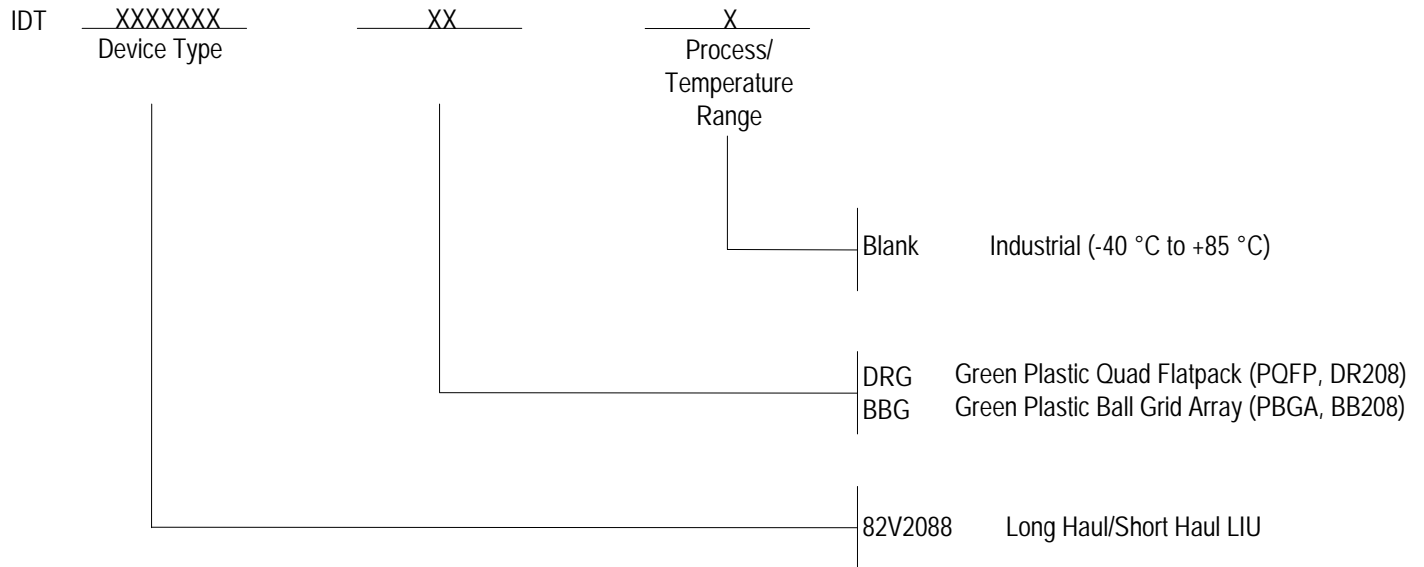 IDT XXXXXXX XX X
Device Type
Process/
Temperature
Range
Blank Industrial (-40 °C to +85 °C)
DRG Green Plastic Quad Flatpack (PQFP, DR208)
BBG Green Plastic Ball Grid Array (PBGA, BB208)
82V2088 Long Haul/Short Haul LIU